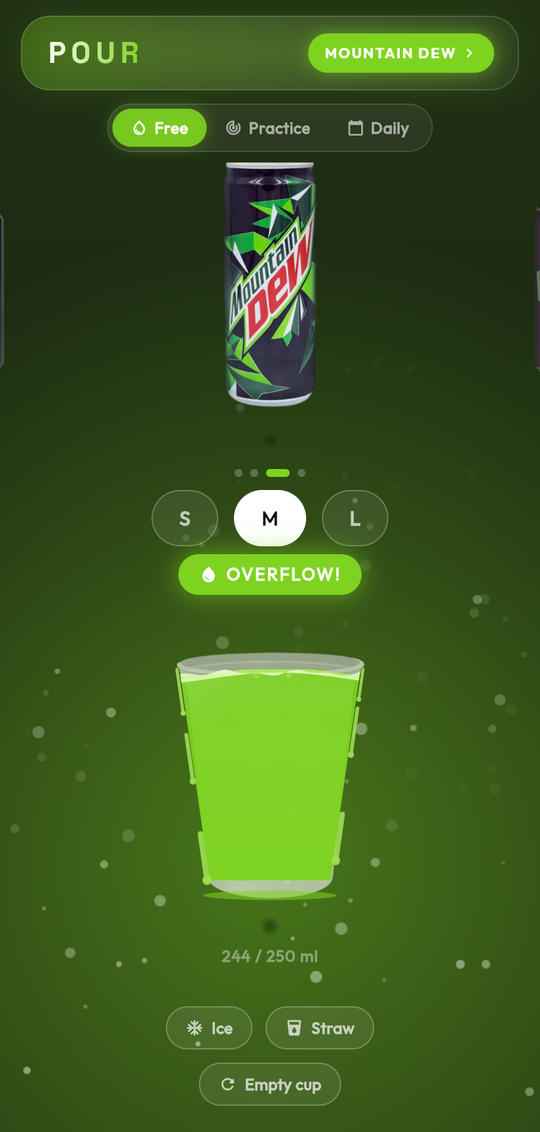 POUR
MOUNTAIN DEW
Free Practice Daily
Mountain
Dew
S M L
OVERFLOW!
244 / 250 ml
Ice Straw
Empty cup